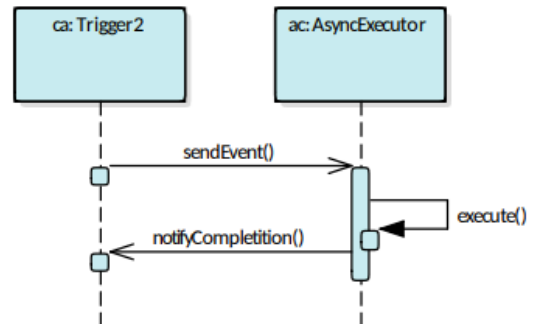 ca: Trigger2
ac: AsyncExecutor
sendEvent()
execute()
notifyCompletition()